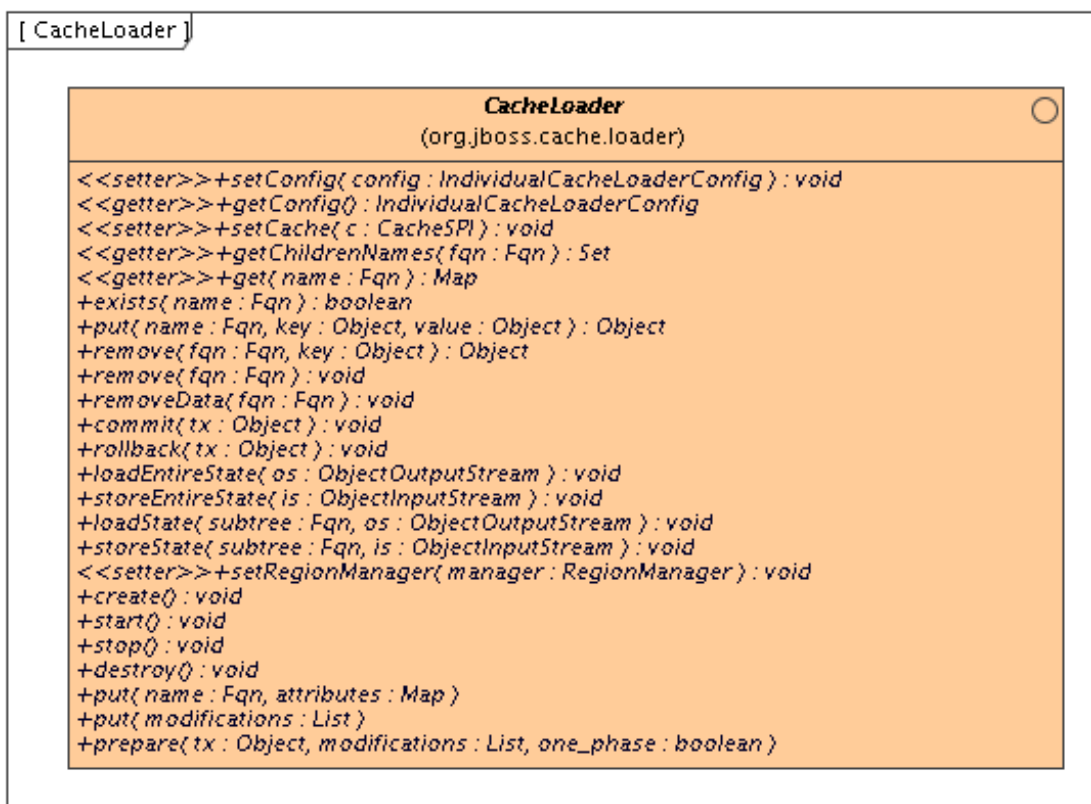 [ CacheLoader ]
CacheLoader
(org.jboss.cache.loader)
<<setter>>+setConfig( config : IndividualCacheLoaderConfig ) : void
<<getter>>+getConfig() : IndividualCacheLoaderConfig
<<setter>>+setCache( c : CacheSPI ) : void
<<getter>>+getChildrenNames( fqn : Fqn ) : Set
<<getter>>+get( name : Fqn ) : Map
+exists( name : Fqn ) : boolean
+put( name : Fqn, key : Object, value : Object ) : Object
+remove( fqn : Fqn, key : Object ) : Object
+remove( fqn : Fqn ) : void
+removeData( fqn : Fqn ) : void
+commit( tx : Object ) : void
+rollback( tx : Object ) : void
+loadEntireState( os : ObjectOutputStream ) : void
+storeEntireState( is : ObjectInputStream ) : void
+loadState( subtree : Fqn, os : ObjectOutputStream ) : void
+storeState( subtree : Fqn, is : ObjectInputStream ) : void
<<setter>>+setRegionManager( manager : RegionManager ) : void
+create() : void
+start() : void
+stop() : void
+destroy() : void
+put( name : Fqn, attributes : Map )
+put( modifications : List )
+prepare( tx : Object, modifications : List, one_phase : boolean )